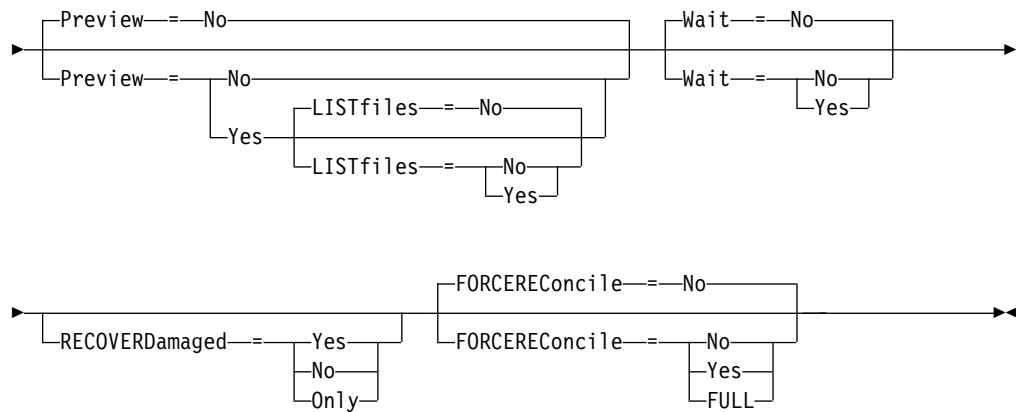 Preview = No
Wait = No
Preview = No
Wait = No
LISTfiles = No
Yes
Yes
LISTfiles = No
Yes
FORCEREConcile = No
RECOVERDamaged = Yes
FORCEREConcile = No
No
Yes
Only
FULL